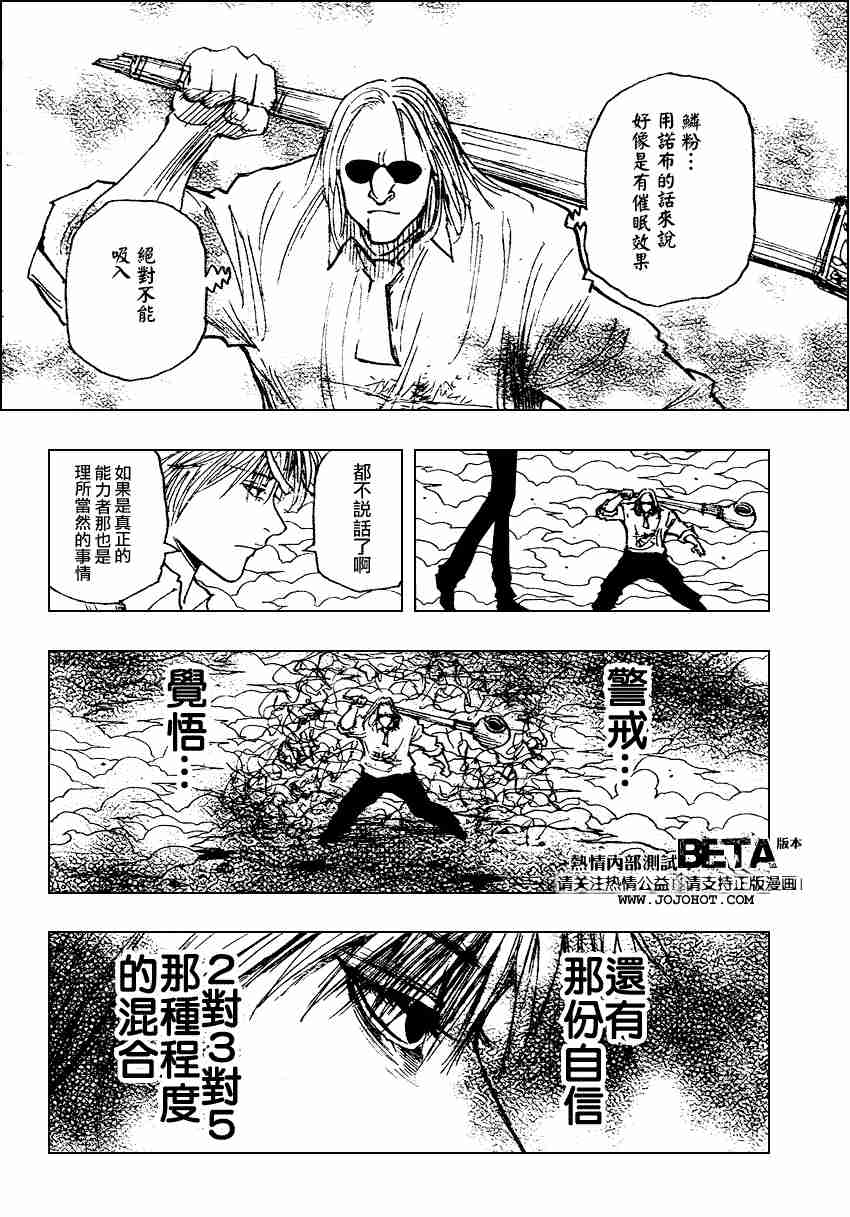 鱗粉…
用諾布的話來說
好像是有催眠效果
絕對不能
吸入
都不說話了啊
如果是真正的
能力者那也是
理所當然的事情
警戒…
覺悟…
熱情內部測試BETA版本
请关注热情公益 请支持正版漫画
WWW.JOJOHOT.COM
還有
那份自信
2對3對5
那種程度
的混合